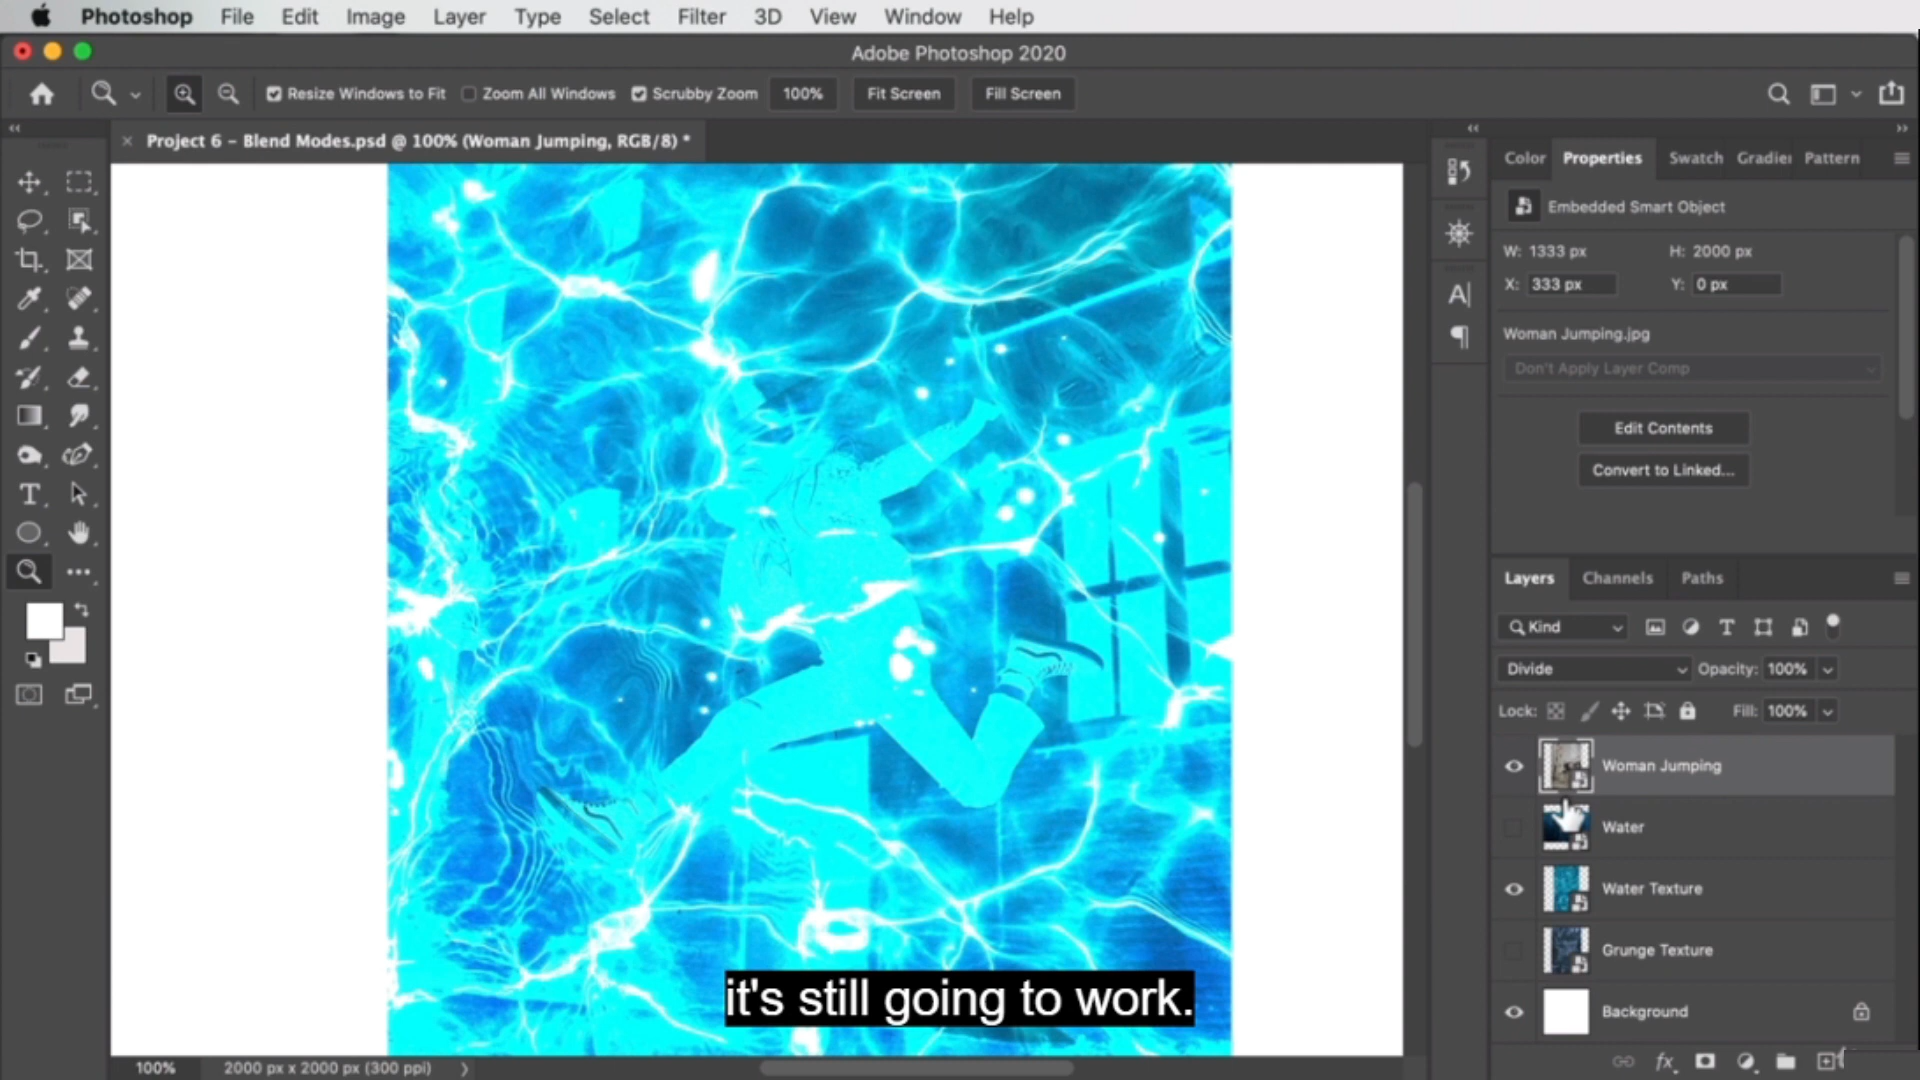 Photoshop File Edit Image Layer Type Select Filter 3D View Window Help
Adobe Photoshop 2020
Resize Windows to Fit Zoom All Windows Scrubby Zoom 100% Fit Screen Fill Screen
Project 6 – Blend Modes.psd @ 100% (Woman Jumping, RGB/8) *
Color Properties Swatch Gradie Pattern
Embedded Smart Object
W: 1333 px H: 2000 px
X: 333 px Y: 0 px
Woman Jumping.jpg
Don't Apply Layer Comp
Edit Contents
Convert to Linked...
Layers Channels Paths
Kind
Divide Opacity: 100%
Lock: Fill: 100%
Woman Jumping
Water
Water Texture
Grunge Texture
Background
it's still going to work.
100% 2000 px x 2000 px (300 ppi)